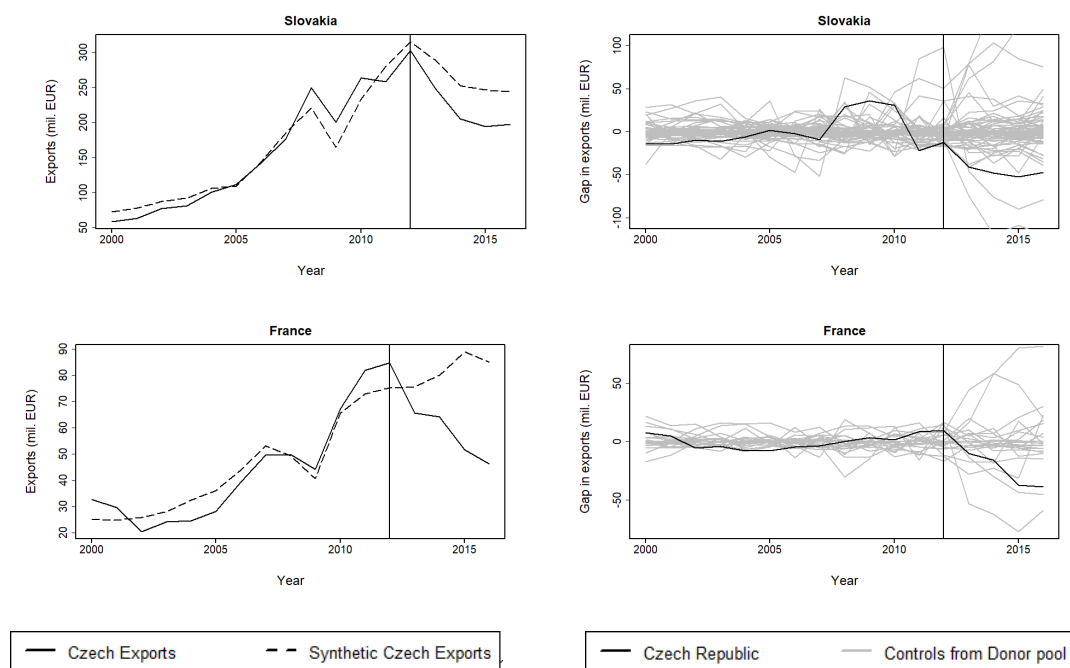 Slovakia
Exports (mil. EUR)
50 100 150 200 250 300
2000 2005 2010 2015
Year
Slovakia
Gap in exports (mil. EUR)
-100 -50 0 50 100
2000 2005 2010 2015
Year
France
Exports (mil. EUR)
20 30 40 50 60 70 80 90
2000 2005 2010 2015
Year
France
Gap in exports (mil. EUR)
-50 0 50
2000 2005 2010 2015
Year
Czech Exports Synthetic Czech Exports
Czech Republic Controls from Donor pool